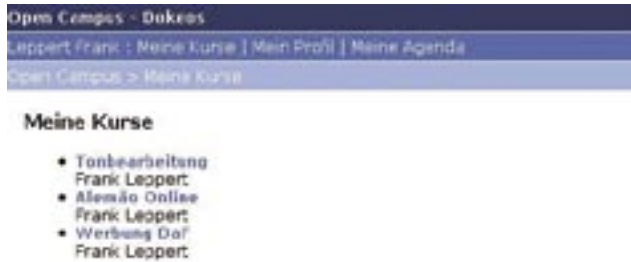 Open Campus - Dokeos
Leppert Frank : Meine Kurse | Mein Profil | Meine Agenda
Open Campus > Meine Kurse
Meine Kurse
• Tonbearbeitung
Frank Leppert
• Alemão Online
Frank Leppert
• Werbung DaF
Frank Leppert